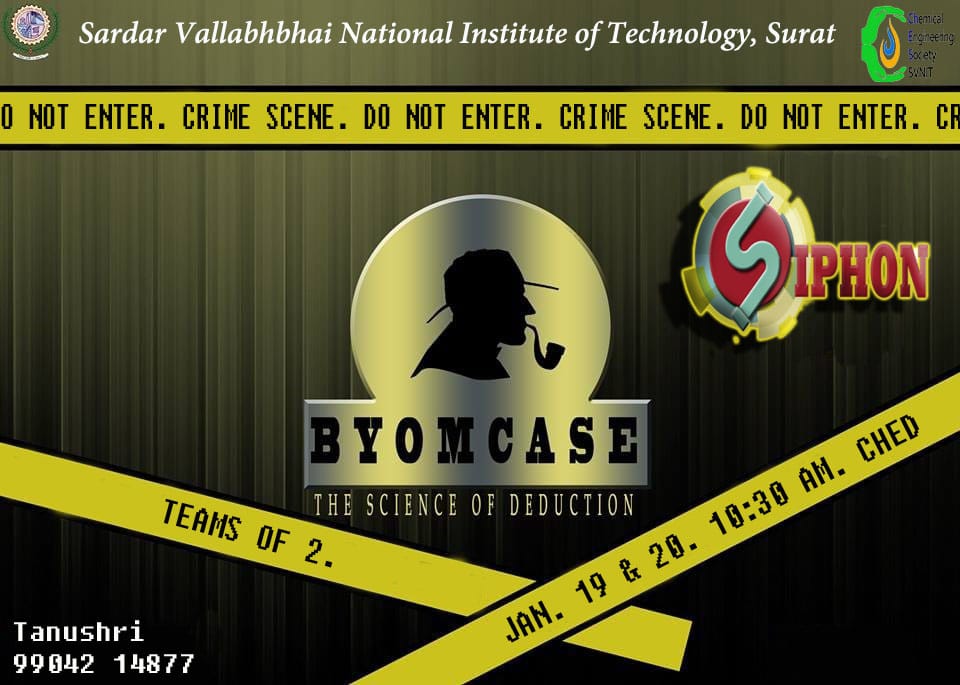 Sardar Vallabhbhai National Institute of Technology, Surat
Chemical
Engineering
Society
SVNIT
O NOT ENTER. CRIME SCENE. DO NOT ENTER. CRIME SCENE. DO NOT ENTER. CR
SIPHON
BYOMCASE
THE SCIENCE OF DEDUCTION
TEAMS OF 2.
JAN. 19 & 20. 10:30 AM. CHED
Tanushri
99042 14877